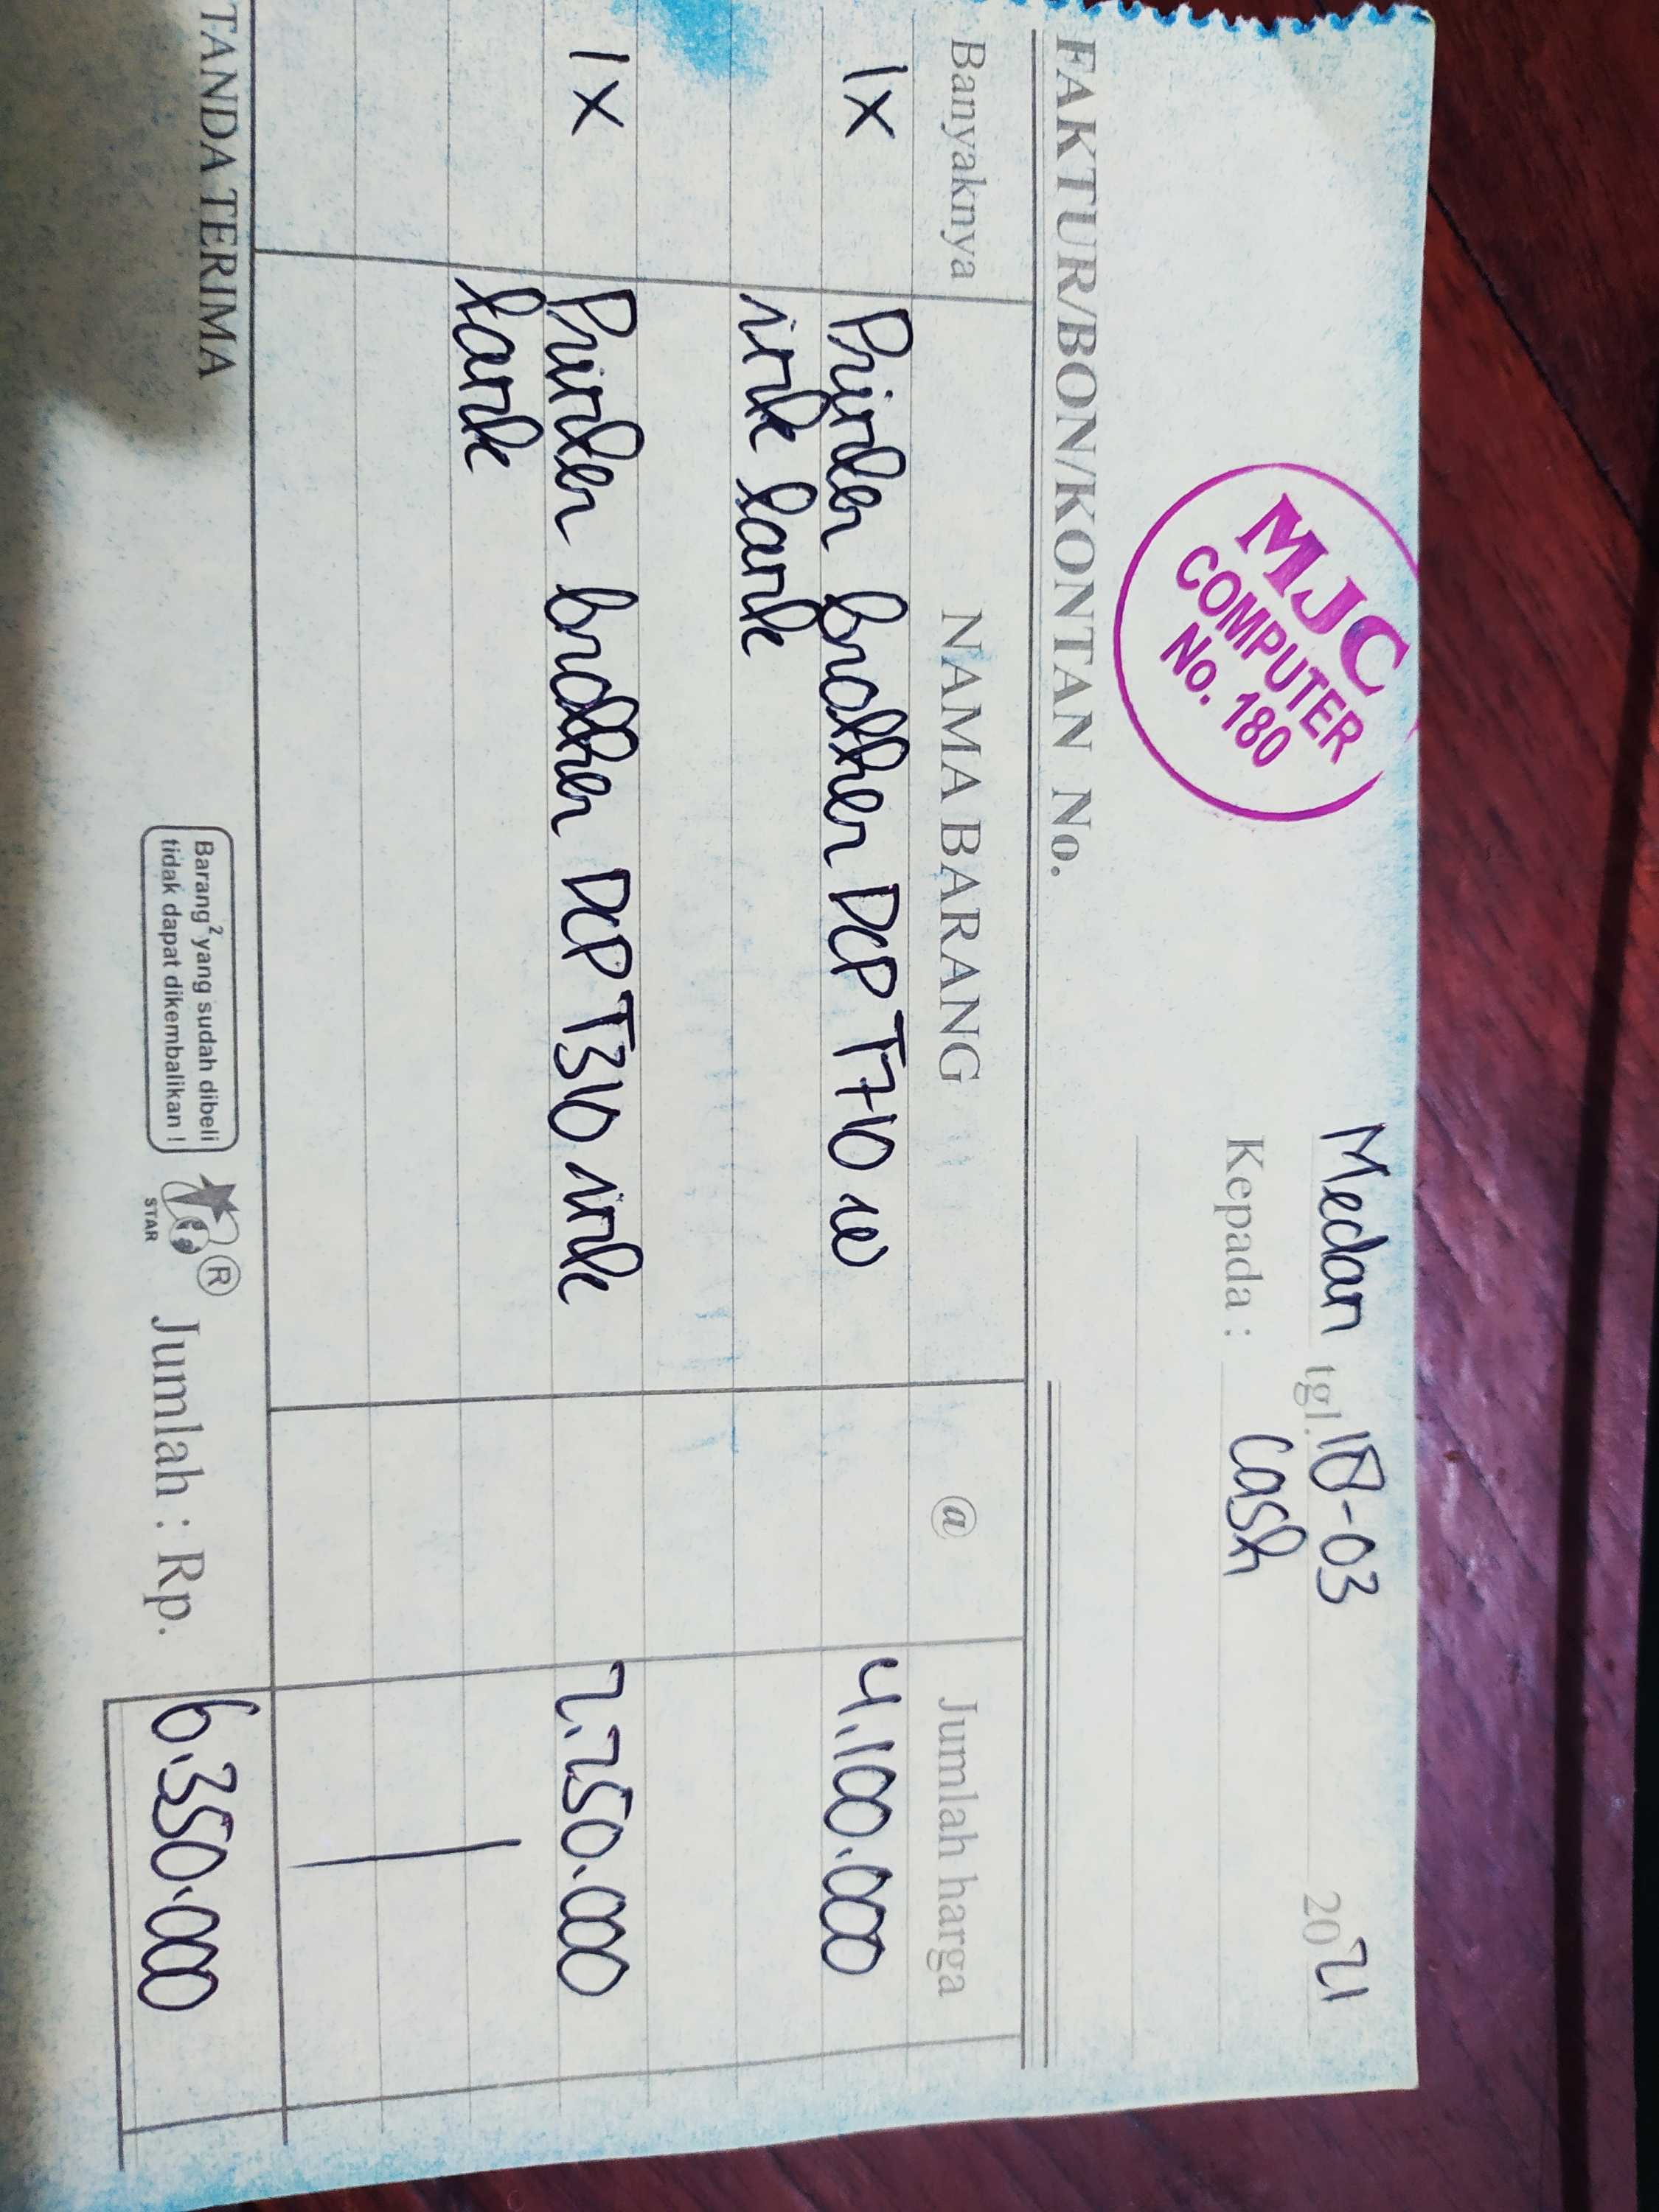 MJC
COMPUTER
No. 180
Medan tgl. 18-03 2021
Kepada : Cash
FAKTUR/BON/KONTAN No.
Banyaknya NAMA BARANG @ Jumlah harga
1x Printer brother DCP T710 w 4.100.000
ink tank
1x Printer brother DCP T310 ink 2.250.000
tank
TANDA TERIMA
Barang² yang sudah dibeli
tidak dapat dikembalikan !
STAR
®
Jumlah : Rp. 6.350.000